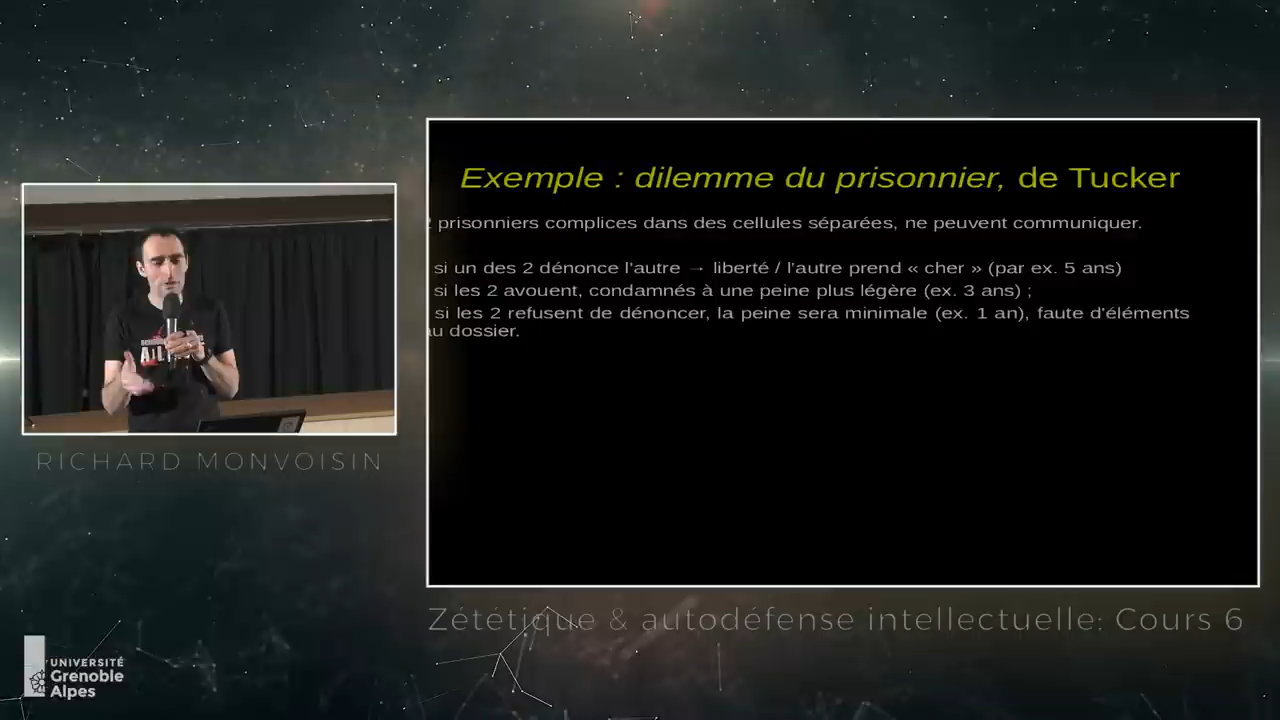 Exemple : dilemme du prisonnier, de Tucker
2 prisonniers complices dans des cellules séparées, ne peuvent communiquer.
si un des 2 dénonce l'autre → liberté / l'autre prend « cher » (par ex. 5 ans)
si les 2 avouent, condamnés à une peine plus légère (ex. 3 ans) ;
si les 2 refusent de dénoncer, la peine sera minimale (ex. 1 an), faute d'éléments
au dossier.
RICHARD MONVOISIN
Zététique & autodéfense intellectuelle: Cours 6
UNIVERSITÉ
Grenoble
Alpes